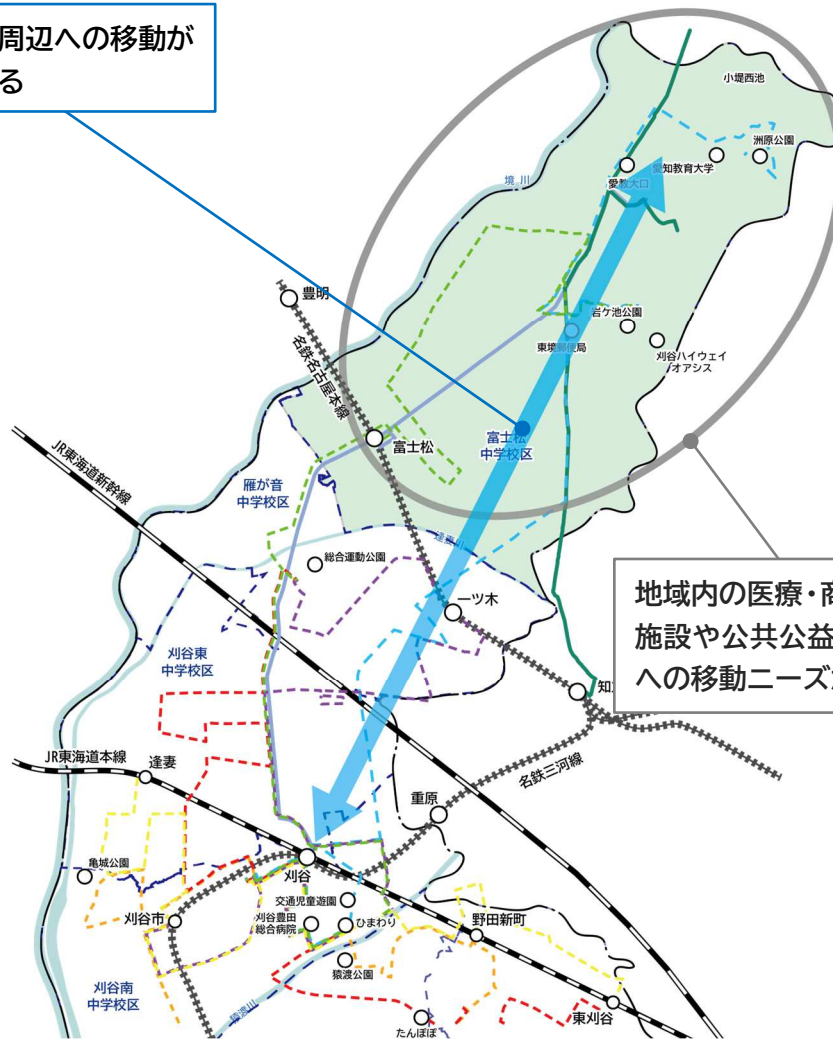 周辺への移動が
る
小堤西池
洲原公園
愛知教育大学
愛教大口
境川
豊明
名鉄名古屋本線
岩ケ池公園
東境郵便局
刈谷ハイウェイ
オアシス
富士松
富士松
中学校区
JR東海道新幹線
雁が音
中学校区
逢妻川
総合運動公園
一ツ木
地域内の医療・商
施設や公共公益
への移動ニーズ
刈谷東
中学校区
知
JR東海道本線
逢妻
名鉄三河線
重原
亀城公園
刈谷
交通児童遊園
刈谷市
刈谷豊田
総合病院
ひまわり
野田新町
猿渡公園
刈谷南
中学校区
猿渡川
東刈谷
たんぽぽ